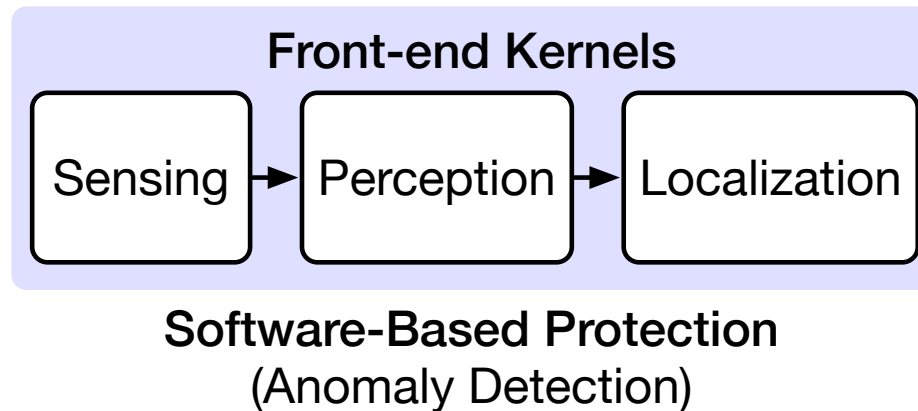 Front-end Kernels
Sensing Perception Localization
Software-Based Protection
(Anomaly Detection)